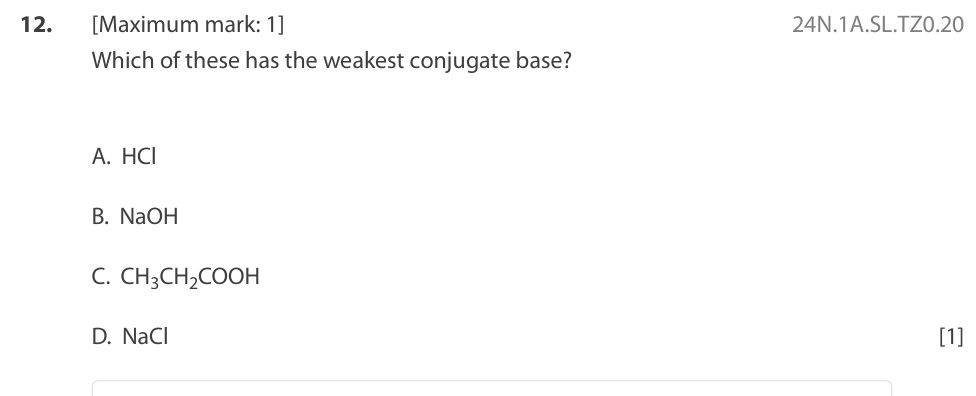 12. [Maximum mark: 1] 24N.1A.SL.TZ0.20
Which of these has the weakest conjugate base?
A. HCl
B. NaOH
C. CH₃CH₂COOH
D. NaCl [1]